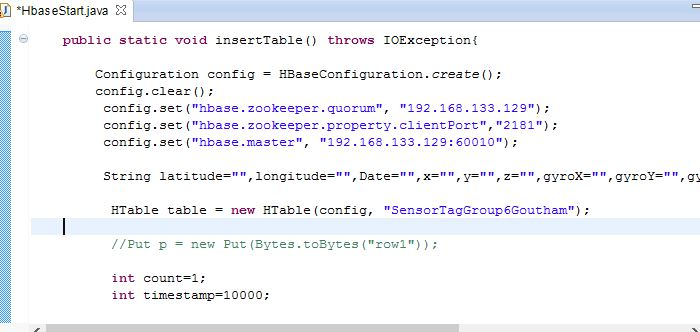 *HbaseStart.java
public static void insertTable() throws IOException{
Configuration config = HBaseConfiguration.create();
config.clear();
config.set("hbase.zookeeper.quorum", "192.168.133.129");
config.set("hbase.zookeeper.property.clientPort","2181");
config.set("hbase.master", "192.168.133.129:60010");
String latitude="",longitude="",Date="",x="",y="",z="",gyroX="",gyroY="",gy
HTable table = new HTable(config, "SensorTagGroup6Goutham");
//Put p = new Put(Bytes.toBytes("row1"));
int count=1;
int timestamp=10000;